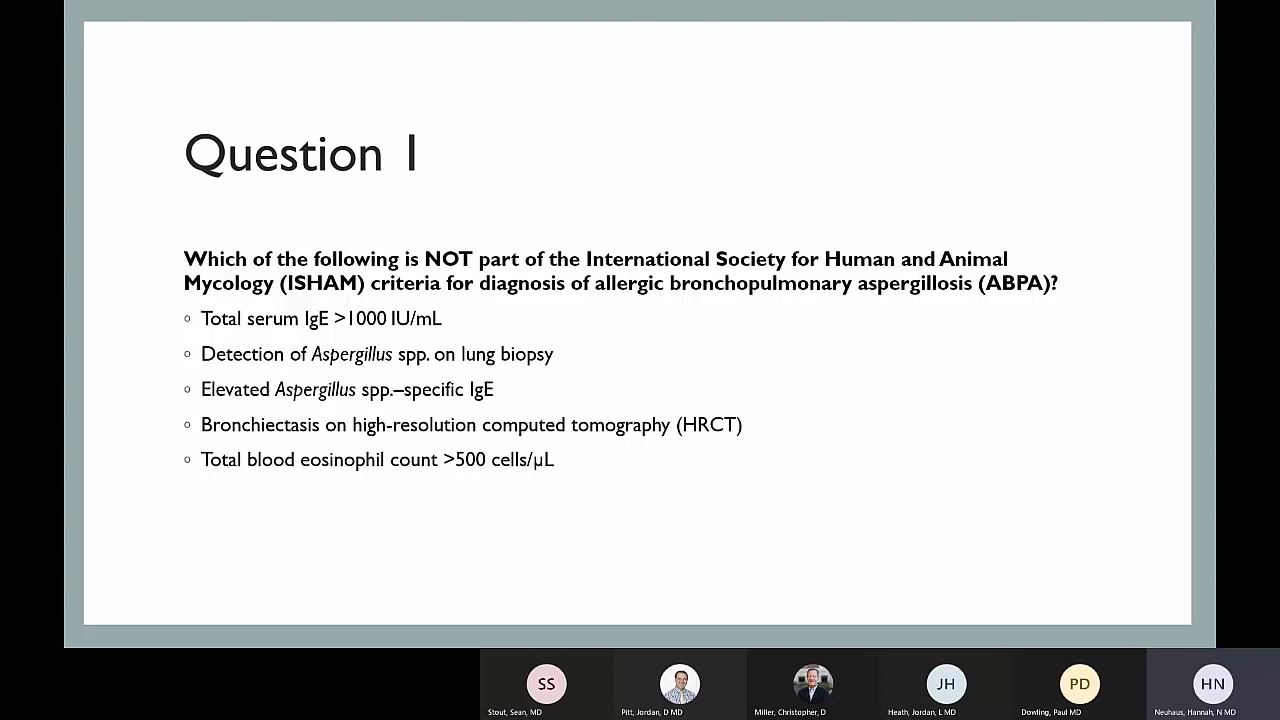 Question 1
Which of the following is NOT part of the International Society for Human and Animal
Mycology (ISHAM) criteria for diagnosis of allergic bronchopulmonary aspergillosis (ABPA)?
◦ Total serum IgE >1000 IU/mL
◦ Detection of Aspergillus spp. on lung biopsy
◦ Elevated Aspergillus spp.–specific IgE
◦ Bronchiectasis on high-resolution computed tomography (HRCT)
◦ Total blood eosinophil count >500 cells/µL
SS
JH
PD
HN
Stout, Sean, MD
Pitt, Jordan, D MD
Miller, Christopher, D
Heath, Jordan, L MD
Dowling, Paul MD
Neuhaus, Hannah, N MD